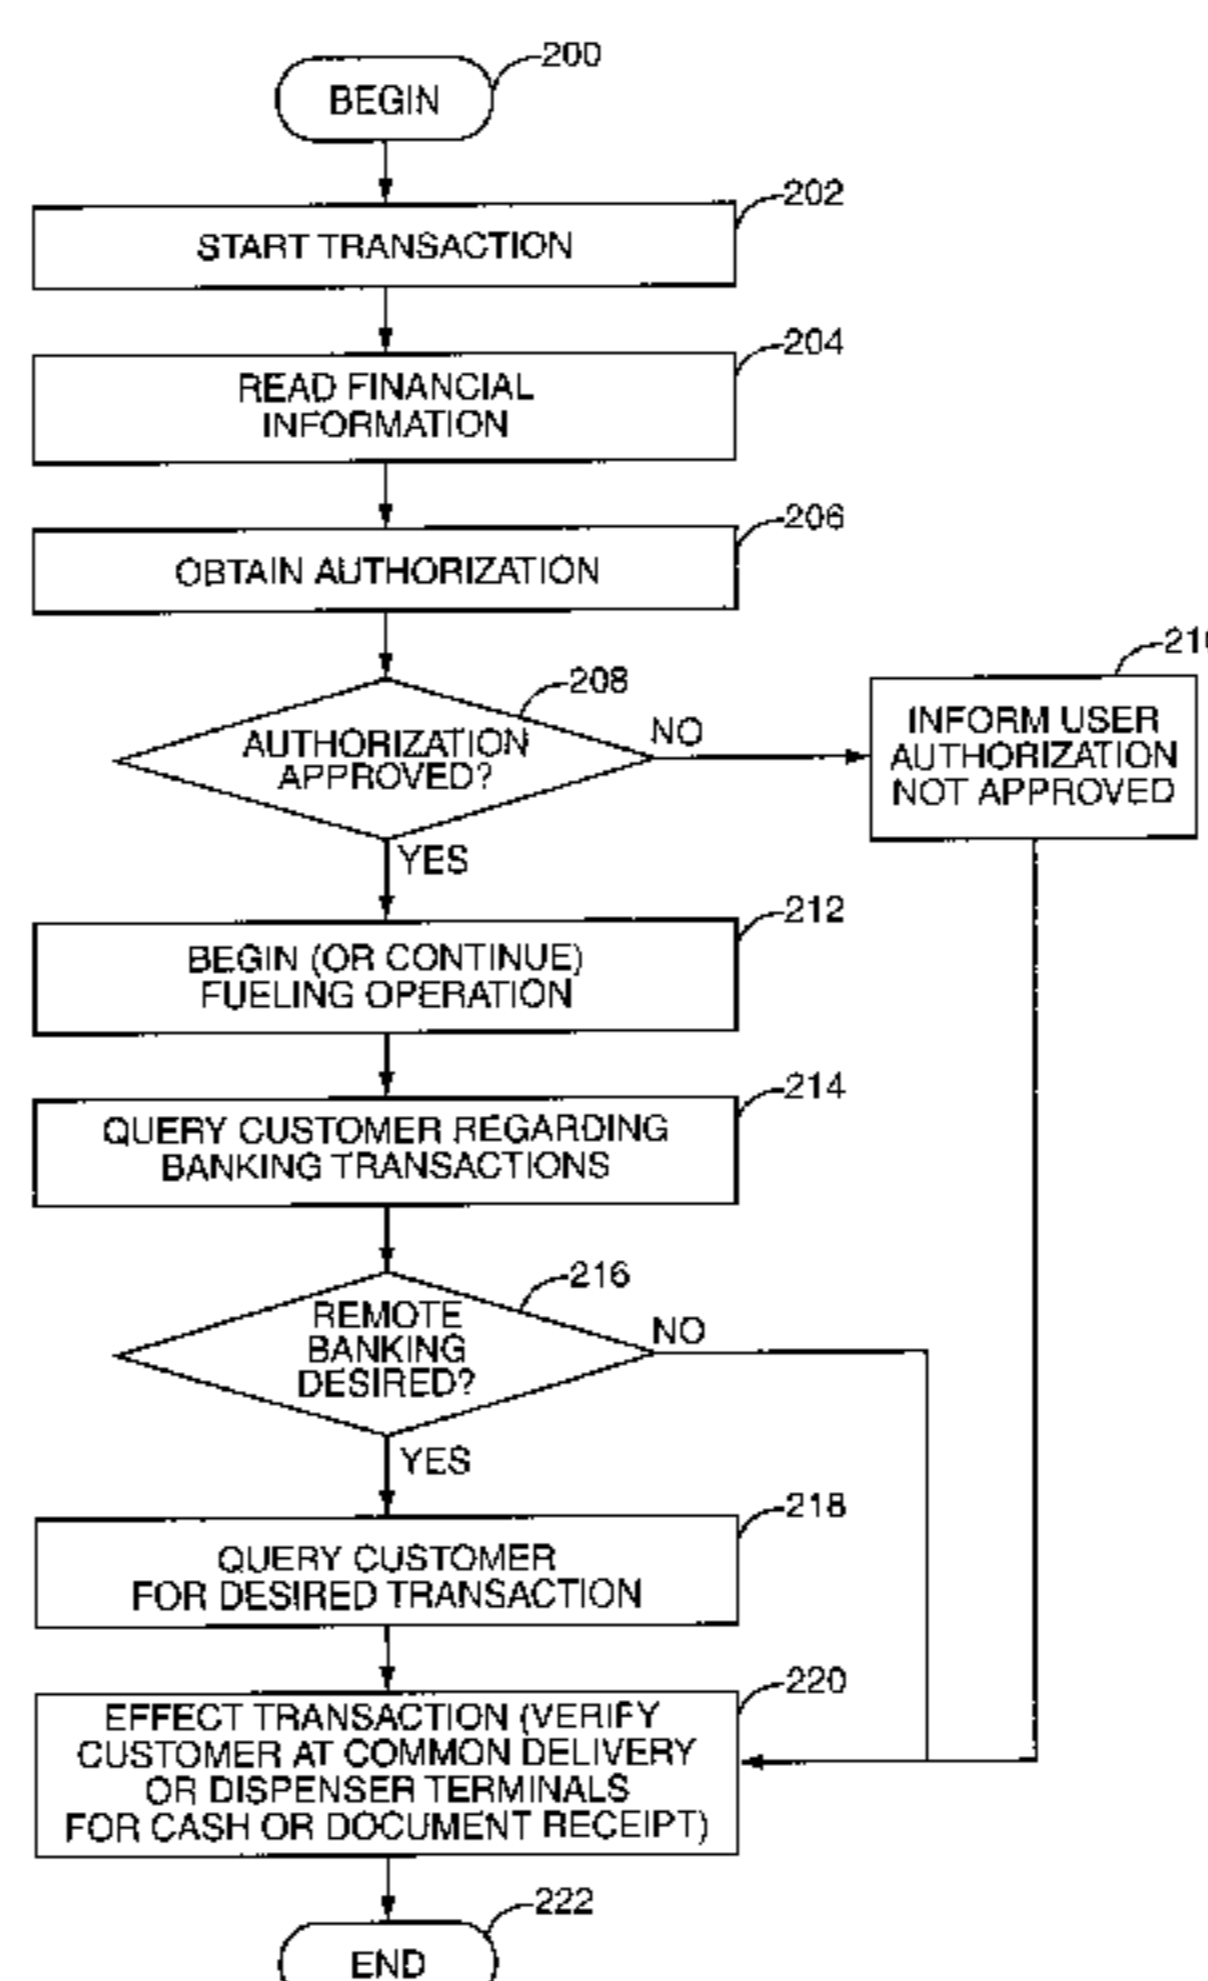 200
BEGIN
202
START TRANSACTION
204
READ FINANCIAL
INFORMATION
206
OBTAIN AUTHORIZATION
208
AUTHORIZATION
APPROVED?
NO
INFORM USER
AUTHORIZATION
NOT APPROVED
YES
212
BEGIN (OR CONTINUE)
FUELING OPERATION
214
QUERY CUSTOMER REGARDING
BANKING TRANSACTIONS
216
REMOTE
BANKING
DESIRED?
NO
YES
218
QUERY CUSTOMER
FOR DESIRED TRANSACTION
220
EFFECT TRANSACTION (VERIFY
CUSTOMER AT COMMON DELIVERY
OR DISPENSER TERMINALS
FOR CASH OR DOCUMENT RECEIPT)
222
END